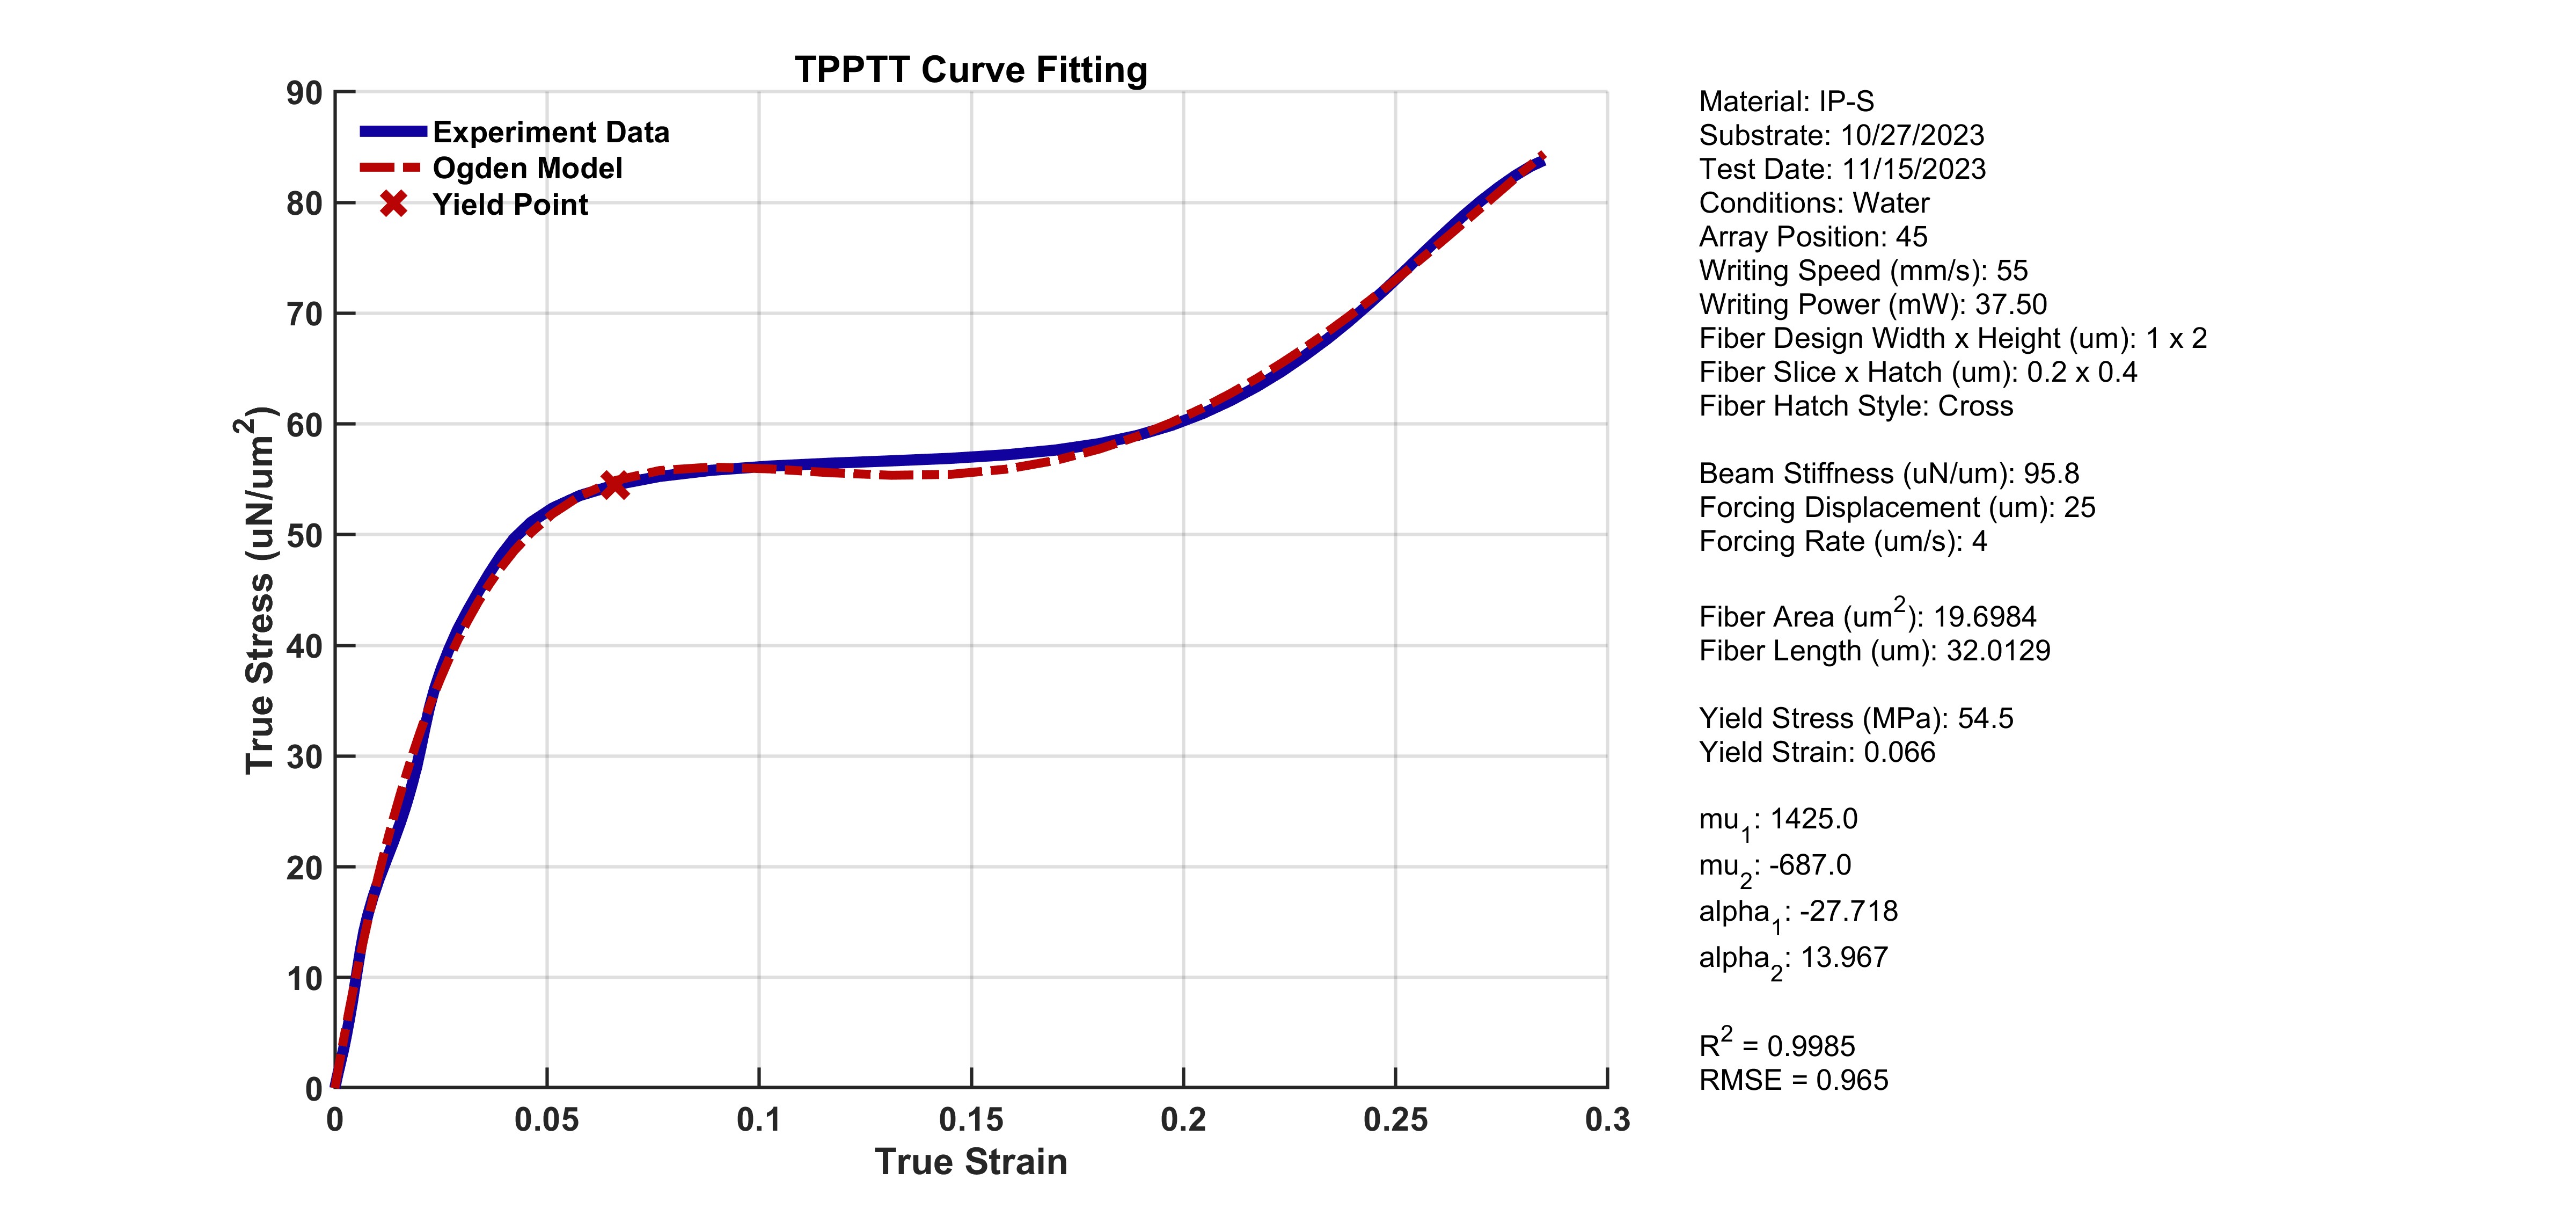 TPPTT Curve Fitting
90
80
70
60
50
40
30
20
10
0
True Stress (uN/um²)
Experiment Data
Ogden Model
Yield Point
0
0.05
0.1
0.15
0.2
0.25
0.3
True Strain
Material: IP-S
Substrate: 10/27/2023
Test Date: 11/15/2023
Conditions: Water
Array Position: 45
Writing Speed (mm/s): 55
Writing Power (mW): 37.50
Fiber Design Width x Height (um): 1 x 2
Fiber Slice x Hatch (um): 0.2 x 0.4
Fiber Hatch Style: Cross
Beam Stiffness (uN/um): 95.8
Forcing Displacement (um): 25
Forcing Rate (um/s): 4
Fiber Area (um²): 19.6984
Fiber Length (um): 32.0129
Yield Stress (MPa): 54.5
Yield Strain: 0.066
mu₁: 1425.0
mu₂: -687.0
alpha₁: -27.718
alpha₂: 13.967
R² = 0.9985
RMSE = 0.965